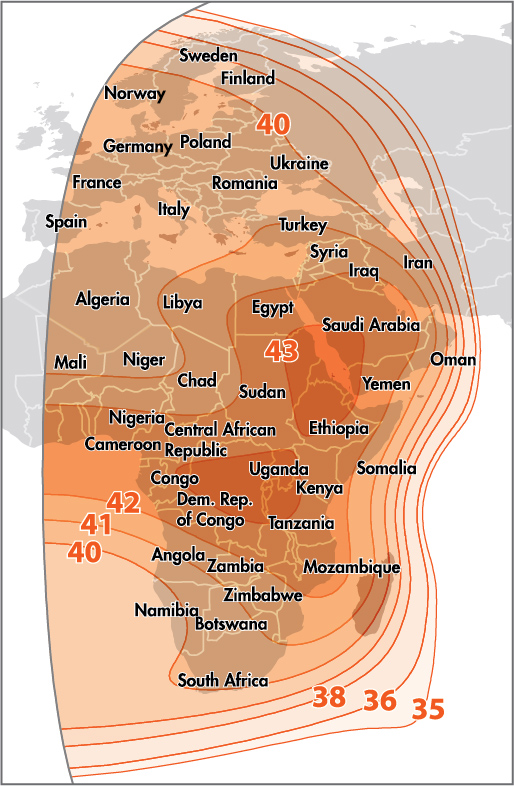 Sweden
Finland
Norway
40
Germany Poland
Ukraine
France
Romania
Italy
Spain
Turkey
Syria
Iraq
Iran
Algeria
Libya
Egypt
Saudi Arabia
43
Oman
Mali
Niger
Chad
Sudan
Yemen
Nigeria
Central African
Republic
Ethiopia
Cameroon
Uganda
Somalia
Congo
Kenya
Dem. Rep.
of Congo
42
Tanzania
41
40
Angola
Zambia
Mozambique
Zimbabwe
Namibia
Botswana
South Africa
38
36
35